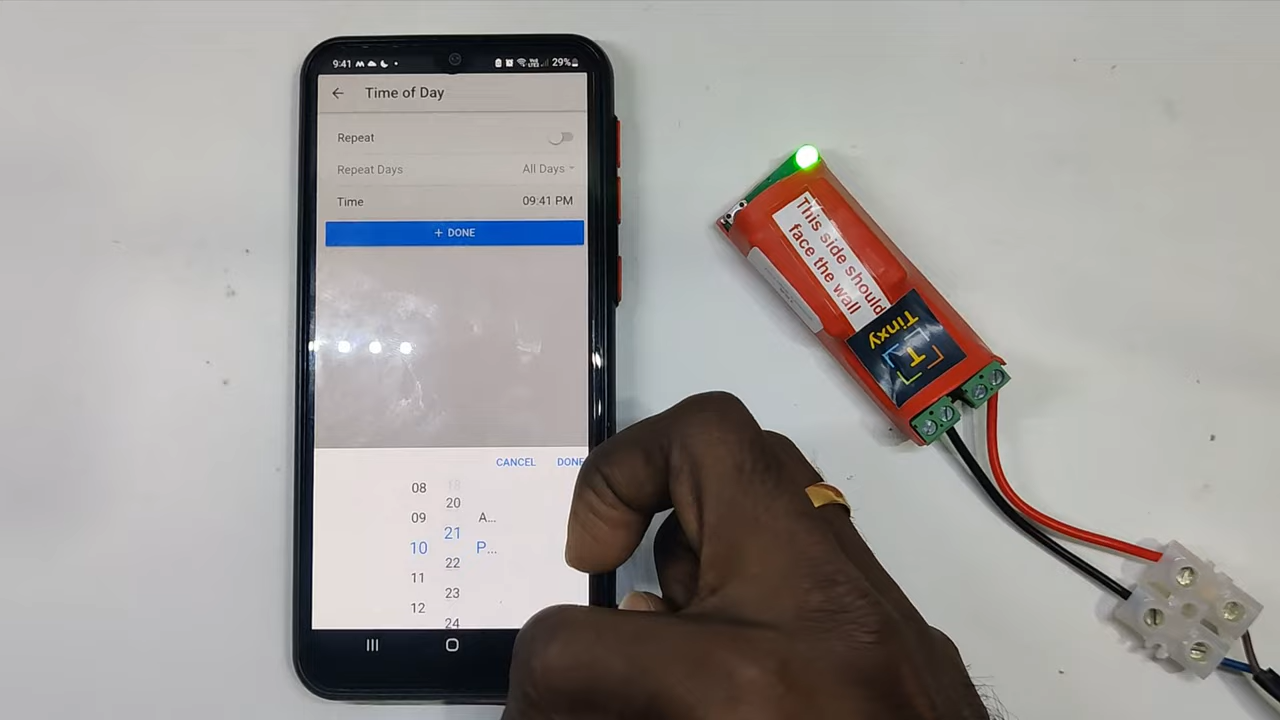 9:41
29%
Time of Day
Repeat
Repeat Days All Days
Time 09:41 PM
+ DONE
CANCEL DONE
08 18
20
09 A...
21
10 P...
22
11
23
12
24
This side should
face the wall
Tinxy
T